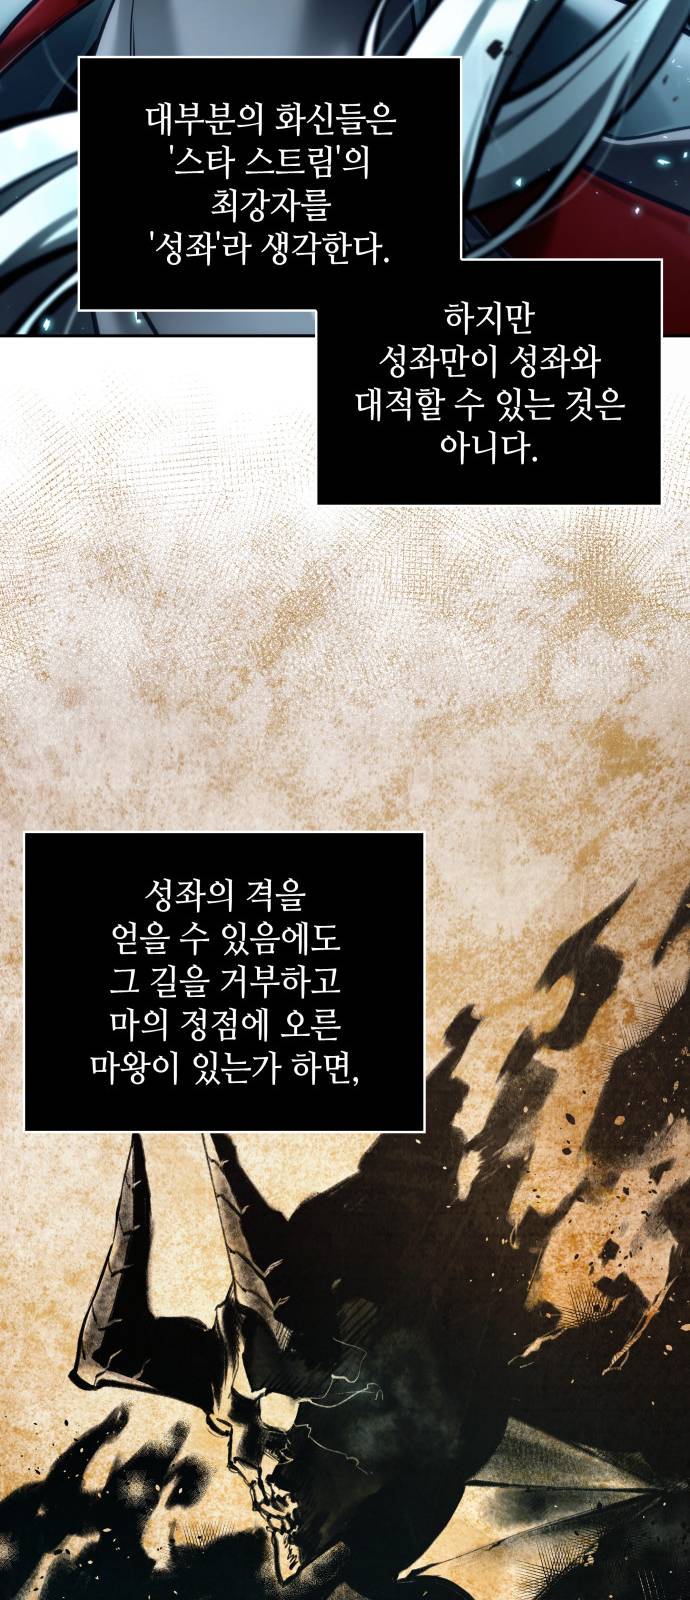 대부분의 화신들은
'스타 스트림'의
최강자를
'성좌'라 생각한다.
하지만
성좌만이 성좌와
대적할 수 있는 것은
아니다.
성좌의 격을
얻을 수 있음에도
그 길을 거부하고
마의 정점에 오른
마왕이 있는가 하면,